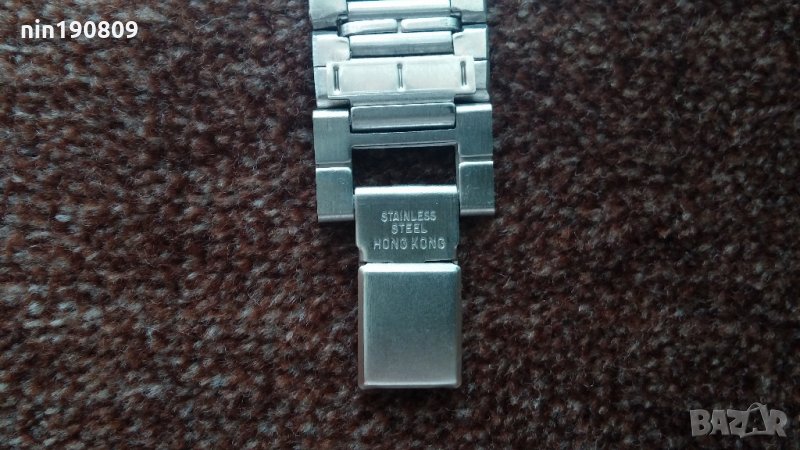 nin190809
STAINLESS
STEEL
HONG KONG
BAZAR